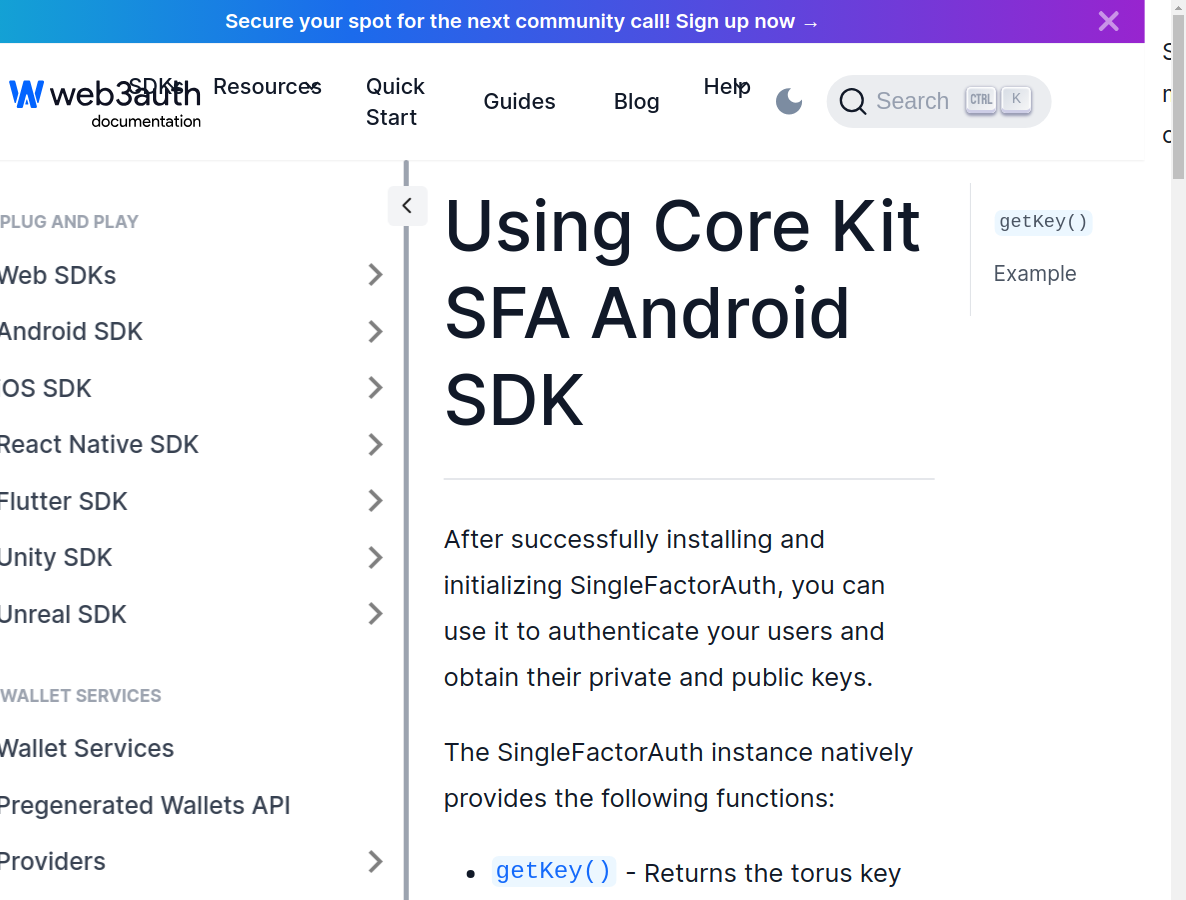 Secure your spot for the next community call! Sign up now →
web3auth
documentation
SDKs
Resources
Quick
Start
Guides
Blog
Help
Search
CTRL
K
PLUG AND PLAY
Web SDKs
Android SDK
iOS SDK
React Native SDK
Flutter SDK
Unity SDK
Unreal SDK
WALLET SERVICES
Wallet Services
Pregenerated Wallets API
Providers
Using Core Kit
SFA Android
SDK
After successfully installing and
initializing SingleFactorAuth, you can
use it to authenticate your users and
obtain their private and public keys.
The SingleFactorAuth instance natively
provides the following functions:
• getKey() - Returns the torus key
getKey()
Example